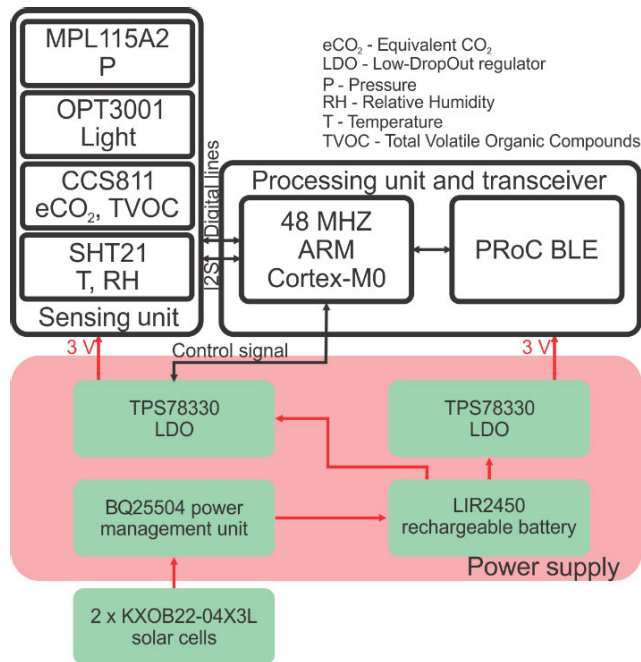 MPL115A2
P
OPT3001
Light
CCS811
eCO₂, TVOC
SHT21
T, RH
Sensing unit
eCO₂ - Equivalent CO₂
LDO - Low-DropOut regulator
P - Pressure
RH - Relative Humidity
T - Temperature
TVOC - Total Volatile Organic Compounds
Digital lines
I2S
Processing unit and transceiver
48 MHZ
ARM
Cortex-M0
PRoC BLE
3 V
Control signal
3 V
TPS78330
LDO
TPS78330
LDO
BQ25504 power
management unit
LIR2450
rechargeable battery
Power supply
2 x KXOB22-04X3L
solar cells